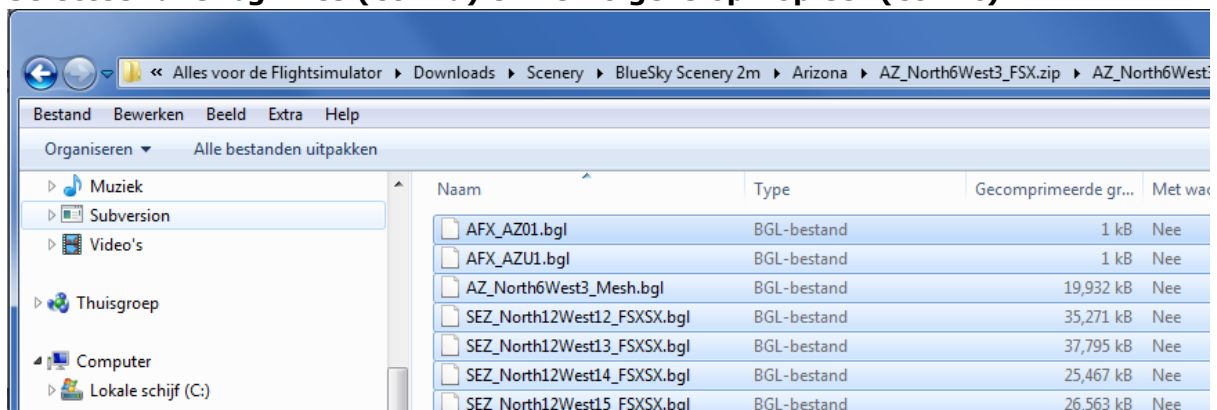 « Alles voor de Flightsimulator ▸ Downloads ▸ Scenery ▸ BlueSky Scenery 2m ▸ Arizona ▸ AZ_North6West3_FSX.zip ▸ AZ_North6West3
Bestand Bewerken Beeld Extra Help
Organiseren Alle bestanden uitpakken
Muziek
Subversion
Video's
Thuisgroep
Computer
Lokale schijf (C:)
Naam Type Gecomprimeerde gr... Met wac
AFX_AZ01.bgl BGL-bestand 1 kB Nee
AFX_AZU1.bgl BGL-bestand 1 kB Nee
AZ_North6West3_Mesh.bgl BGL-bestand 19,932 kB Nee
SEZ_North12West12_FSXSX.bgl BGL-bestand 35,271 kB Nee
SEZ_North12West13_FSXSX.bgl BGL-bestand 37,795 kB Nee
SEZ_North12West14_FSXSX.bgl BGL-bestand 25,467 kB Nee
SEZ_North12West15_FSXSX.bgl BGL-bestand 26,563 kB Nee